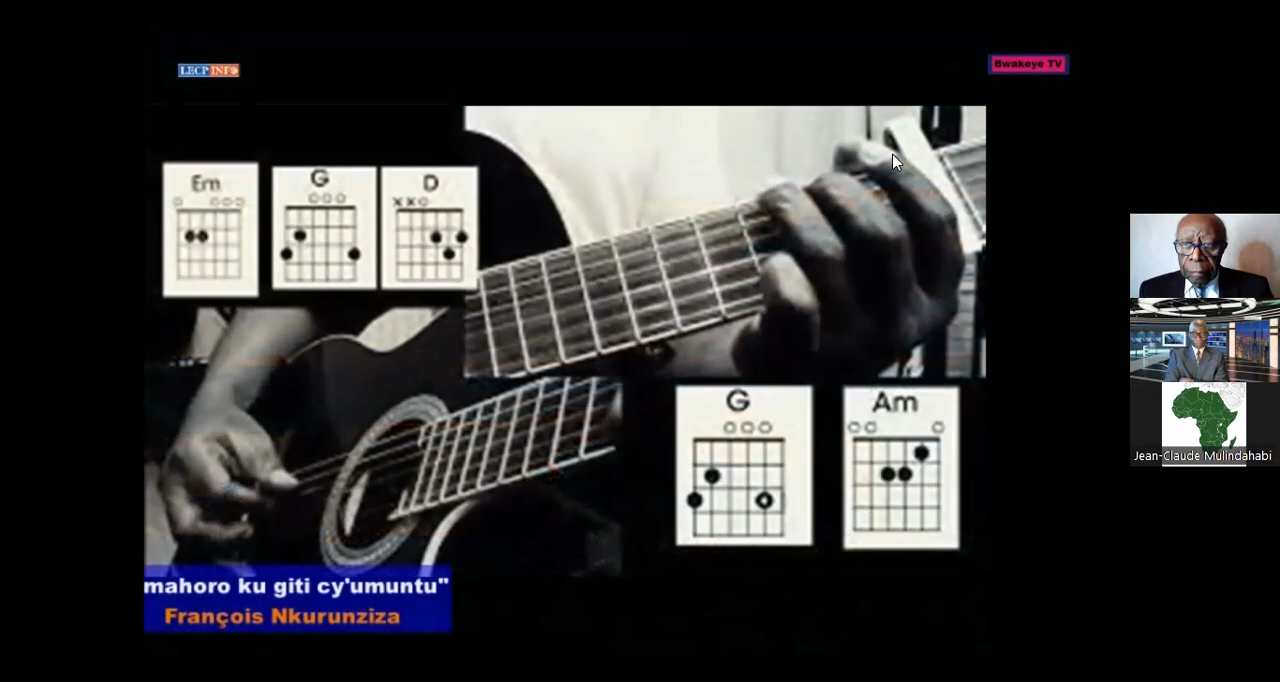 LECP INFO
Bwakeye TV
Em
G
D
G
Am
mahoro ku giti cy'umuntu"
François Nkurunziza
Jean-Claude Mulindahabi